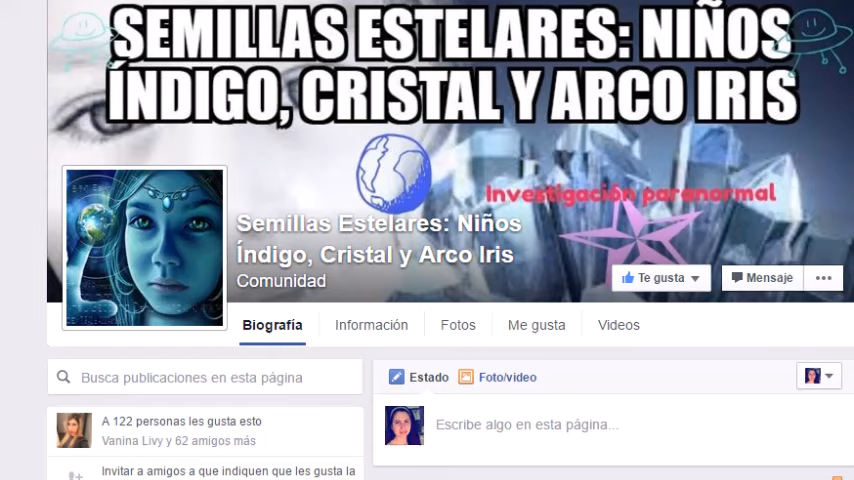 SEMILLAS ESTELARES: NIÑOS
ÍNDIGO, CRISTAL Y ARCO IRIS
Investigación paranormal
Semillas Estelares: Niños
Índigo, Cristal y Arco Iris
Comunidad
Te gusta
Mensaje
Biografía
Información
Fotos
Me gusta
Videos
Busca publicaciones en esta página
Estado
Foto/video
Escribe algo en esta página...
A 122 personas les gusta esto
Vanina Livy y 62 amigos más
Invitar a amigos a que indiquen que les gusta la